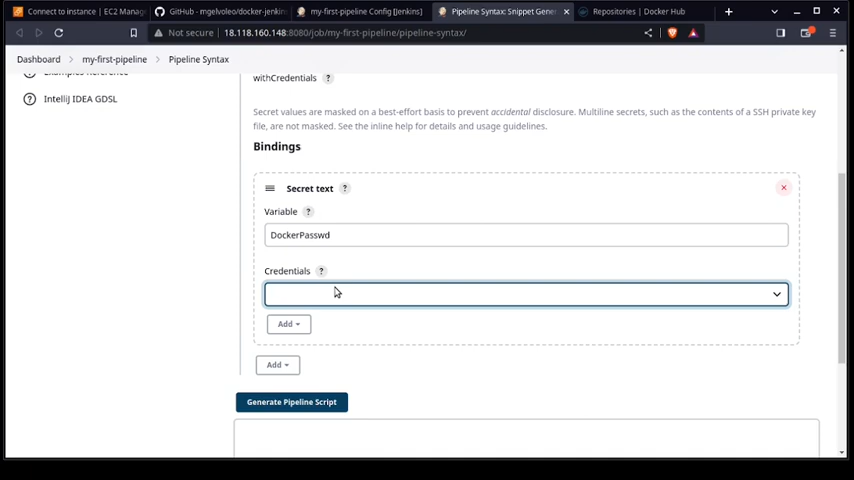 Connect to instance | EC2 Manag
GitHub - mgelvoleo/docker-jenkin
my-first-pipeline Config [Jenkins]
Pipeline Syntax: Snippet Gener
Repositories | Docker Hub
Not secure
18.118.160.148:8080/job/my-first-pipeline/pipeline-syntax/
Dashboard > my-first-pipeline > Pipeline Syntax
Examples Reference
withCredentials ?
IntelliJ IDEA GDSL
Secret values are masked on a best-effort basis to prevent accidental disclosure. Multiline secrets, such as the contents of a SSH private key
file, are not masked. See the inline help for details and usage guidelines.
Bindings
Secret text ?
Variable ?
DockerPasswd
Credentials ?
Add
Add
Generate Pipeline Script